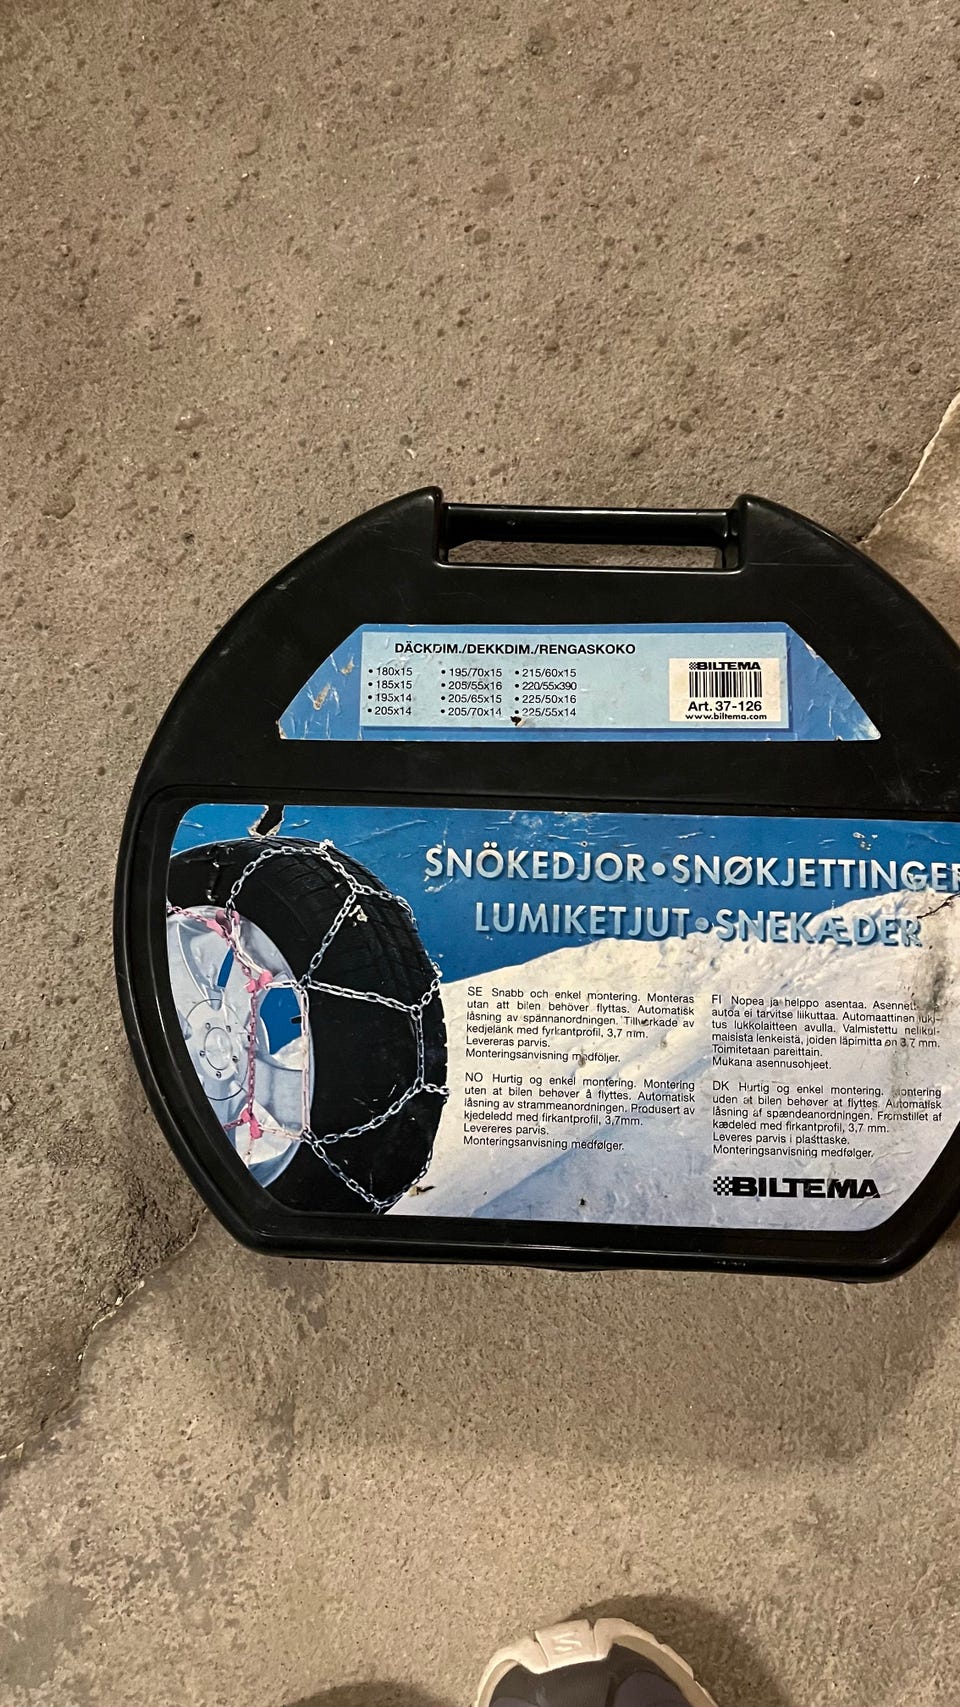 DÄCKDIM./DEKKDIM./RENGASKOKO
• 180x15 • 195/70x15 • 215/60x15
• 185x15 • 205/55x16 • 220/55x390
• 195x14 • 205/65x15 • 225/50x16
• 205x14 • 205/70x14 • 225/55x14
BILTEMA
Art. 37-126
www.biltema.com
SNÖKEDJOR • SNØKJETTINGER
LUMIKETJUT • SNEKÆDER
SE Snabb och enkel montering. Monteras
utan att bilen behöver flyttas. Automatisk
låsning av spännanordningen. Tillverkade av
kedjelänk med fyrkantprofil, 3,7 mm.
Levereras parvis.
Monteringsanvisning medföljer.
NO Hurtig og enkel montering. Montering
uten at bilen behøver å flyttes. Automatisk
låsning av strammeanordningen. Produsert av
kjedeledd med firkantprofil, 3,7mm.
Levereres parvis.
Monteringsanvisning medfølger.
FI Nopea ja helppo asentaa.
autoa ei tarvitse liikuttaa. Automaattinen luki-
tus lukkolaitteen avulla. Valmistettu nelikul-
maisista lenkeistä, joiden läpimitta on 3,7 mm.
Toimitetaan pareittain.
Mukana asennusohjeet.
DK Hurtig og enkel montering. Montering
uden at bilen behøver at flyttes. Automatisk
låsning af spændeanordningen. Fremstillet af
kædeled med firkantprofil, 3,7 mm.
Leveres parvis i plasttaske.
Monteringsanvisning medfølger.
BILTEMA